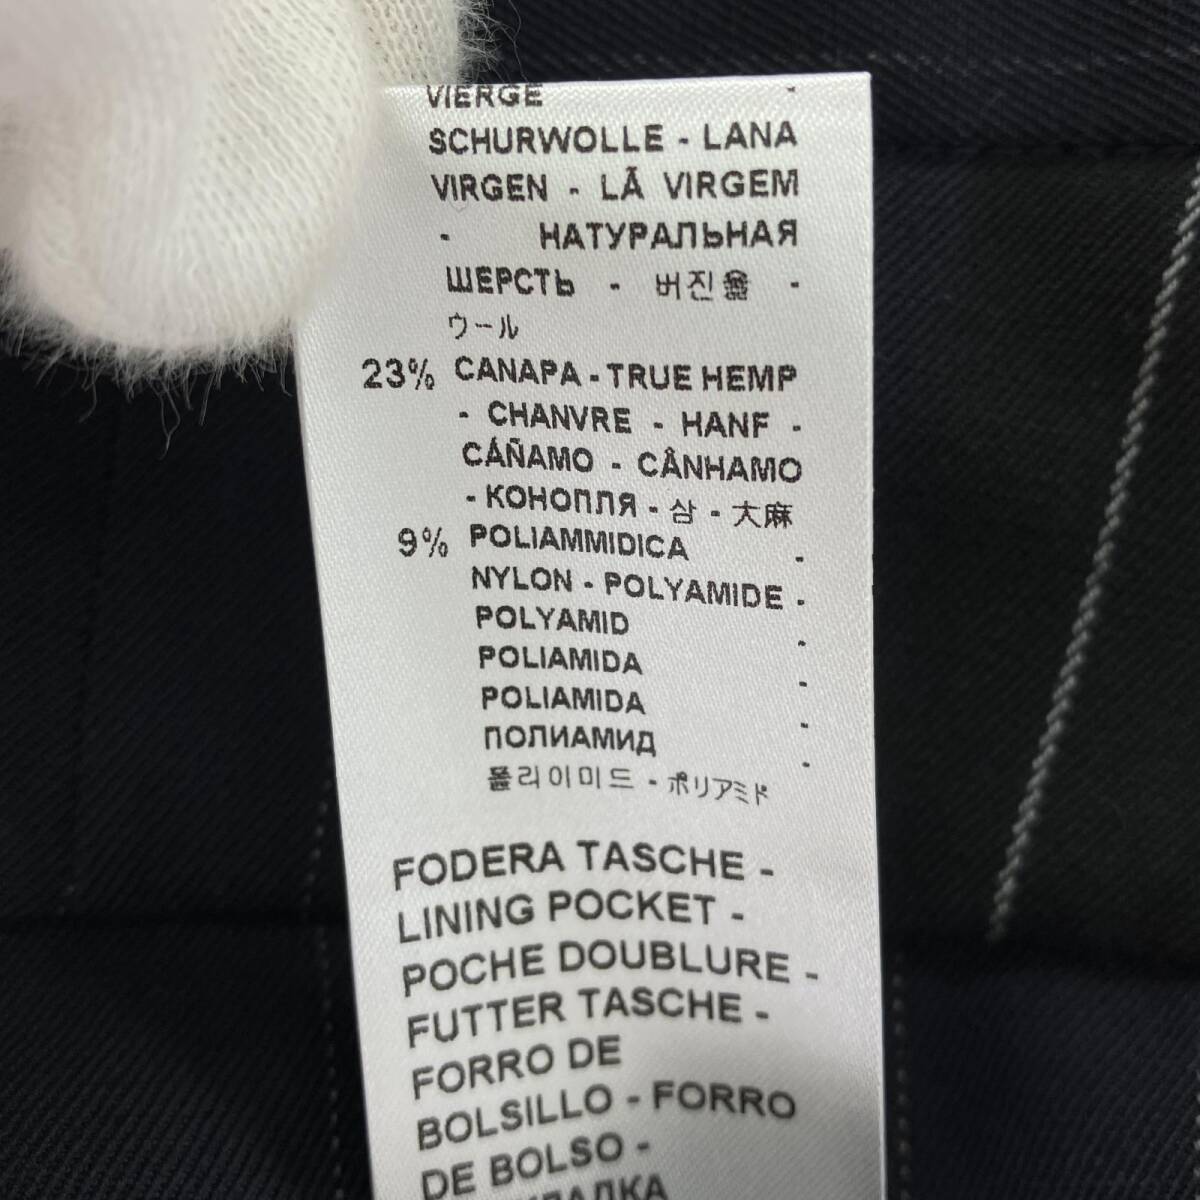 VIERGE -
SCHURWOLLE - LANA
VIRGEN - LÃ VIRGEM
- НАТУРАЛЬНАЯ
ШЕРСТЬ - 버진울 -
ウール
23% CANAPA - TRUE HEMP
- CHANVRE - HANF -
CÁÑAMO - CÂNHAMO
- КОНОПЛЯ - 삼 - 大麻
9% POLIAMMIDICA -
NYLON - POLYAMIDE -
POLYAMID -
POLIAMIDA -
POLIAMIDA -
ПОЛИАМИД -
폴리아미드 - ポリアミド
FODERA TASCHE -
LINING POCKET -
POCHE DOUBLURE -
FUTTER TASCHE -
FORRO DE
BOLSILLO - FORRO
DE BOLSO -